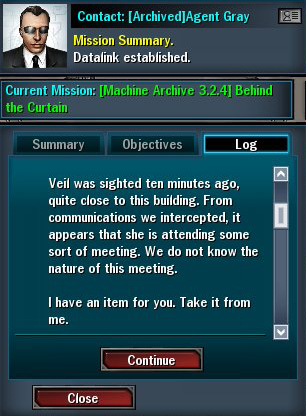 Contact: [Archived]Agent Gray
Mission Summary.
Datalink established.
Current Mission: [Machine Archive 3.2.4] Behind
the Curtain
Summary
Objectives
Log
Veil was sighted ten minutes ago,
quite close to this building. From
communications we intercepted, it
appears that she is attending some
sort of meeting. We do not know the
nature of this meeting.
I have an item for you. Take it from
me.
Continue
Close